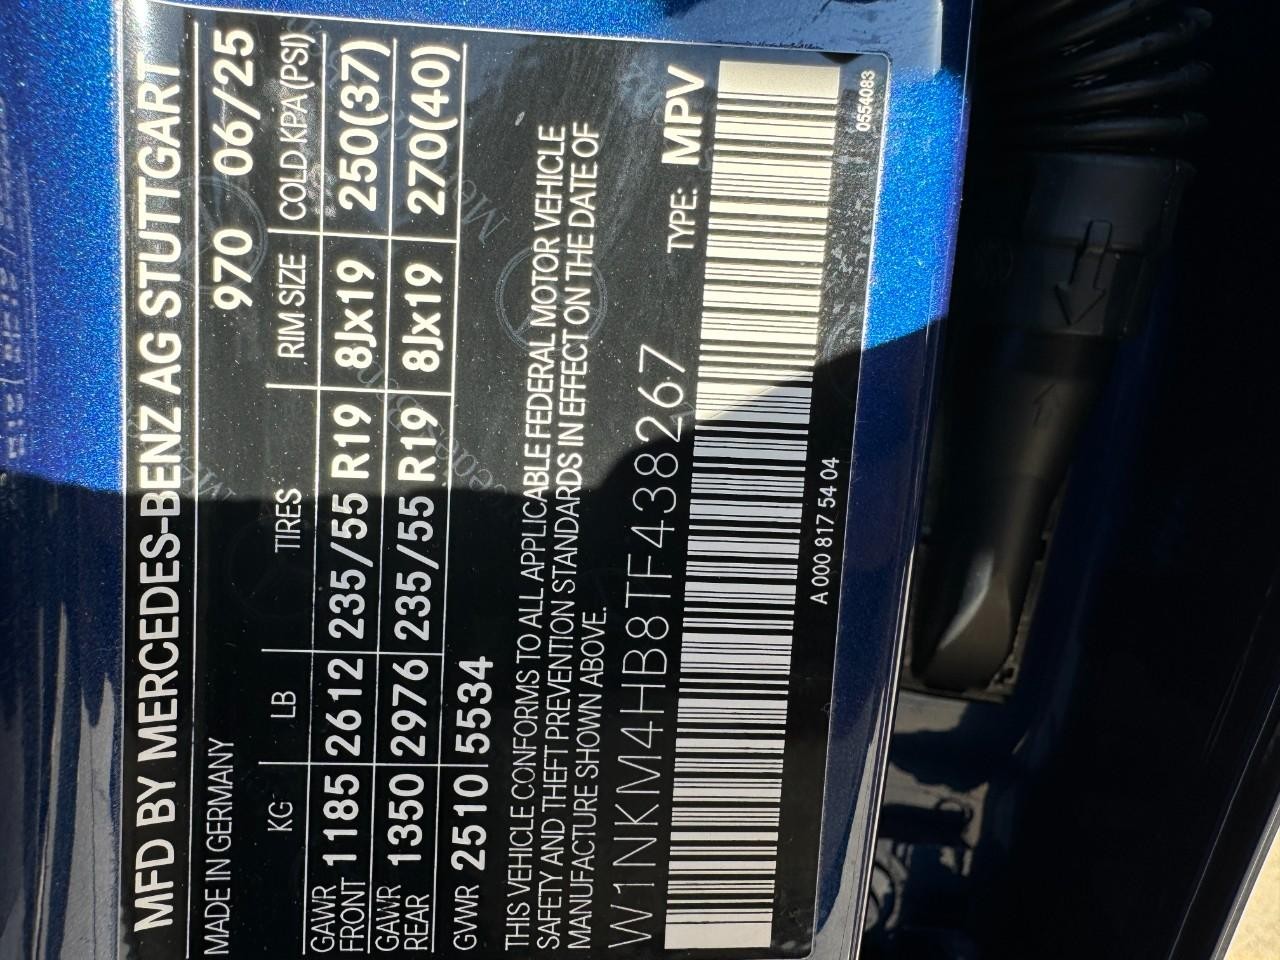 MFD BY MERCEDES-BENZ AG STUTTGART
MADE IN GERMANY 970 06/25
KG LB TIRES RIM SIZE COLD KPA(PSI)
GAWR FRONT 1185 2612 235/55 R19 8Jx19 250(37)
GAWR REAR 1350 2976 235/55 R19 8Jx19 270(40)
GVWR 2510 5534
THIS VEHICLE CONFORMS TO ALL APPLICABLE FEDERAL MOTOR VEHICLE
SAFETY AND THEFT PREVENTION STANDARDS IN EFFECT ON THE DATE OF
MANUFACTURE SHOWN ABOVE.
W1NKM4HB8TF438267 TYPE: MPV
A 000 817 54 04 0554083